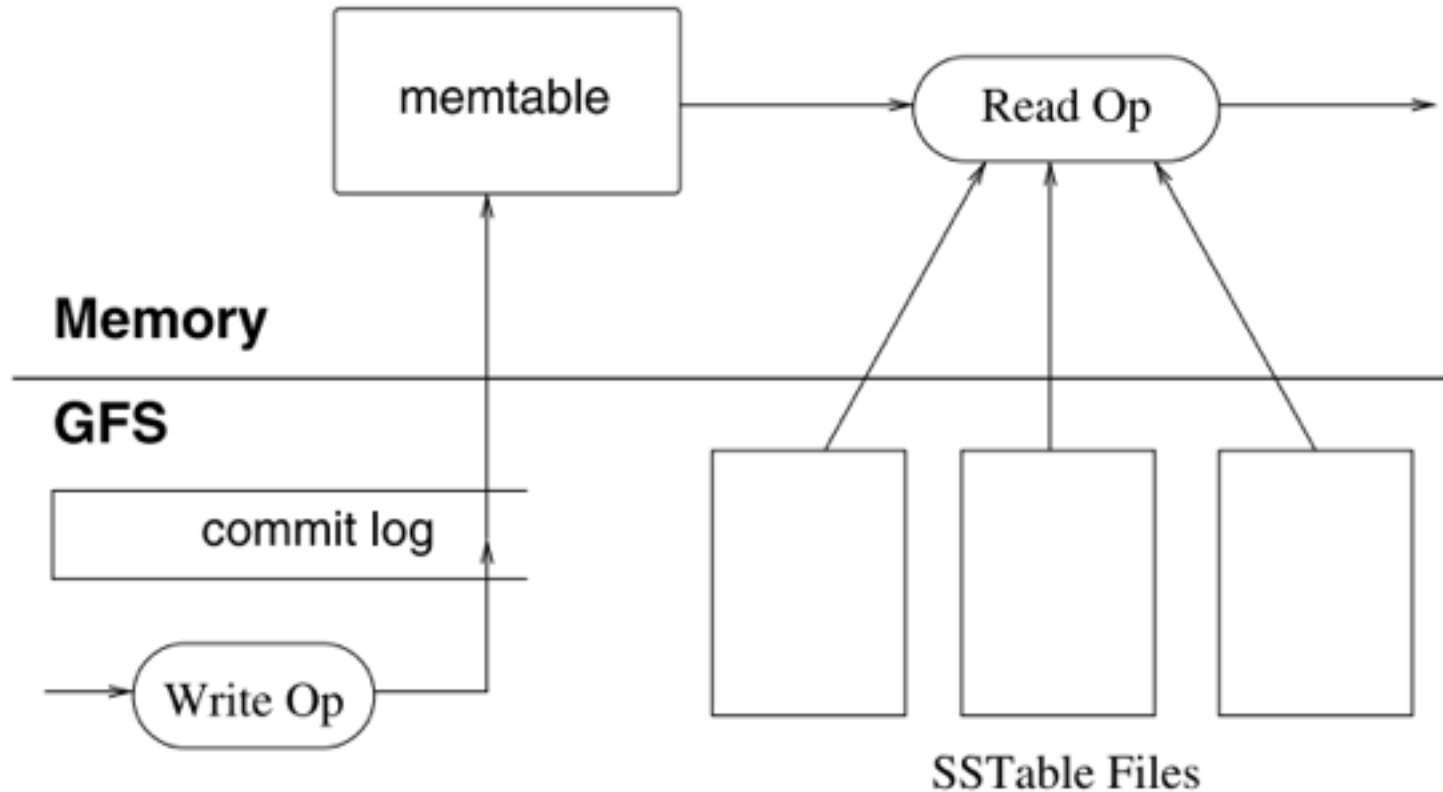 memtable
Read Op
Memory
GFS
commit log
Write Op
SSTable Files